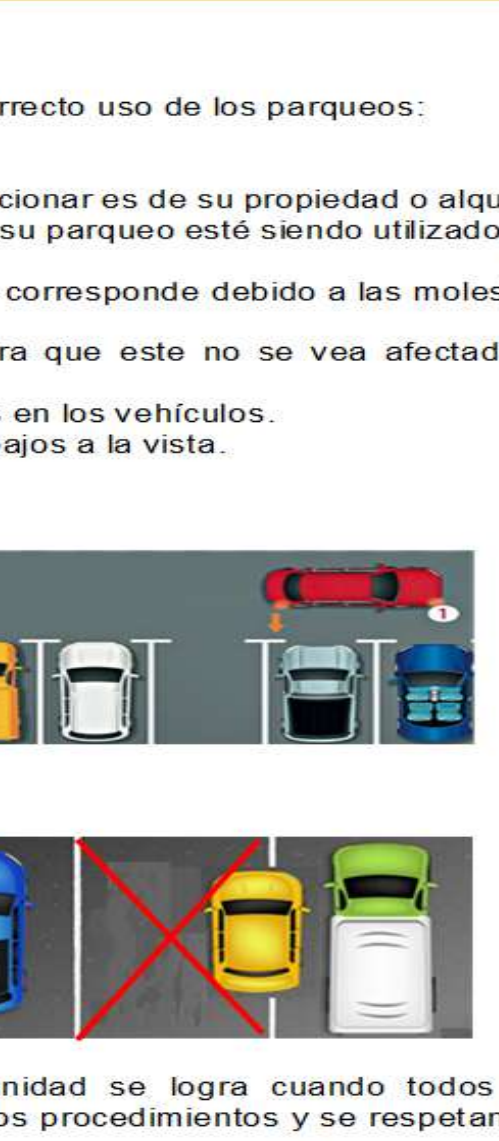 rrecto uso de los parqueos:
cionar es de su propiedad o alqu
su parqueo esté siendo utilizado
corresponde debido a las moles
ra que este no se vea afectad
s en los vehículos.
ajos a la vista.
1
nidad se logra cuando todos
os procedimientos y se respetan